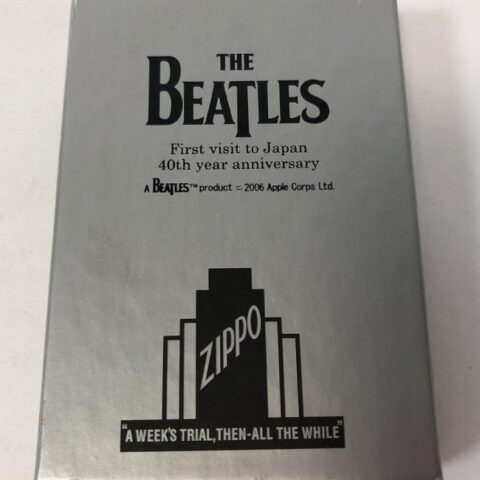 THE
BEATLES
First visit to Japan
40th year anniversary
A BEATLES™ product © 2006 Apple Corps Ltd.
ZIPPO
"A WEEK'S TRIAL,THEN-ALL THE WHILE"